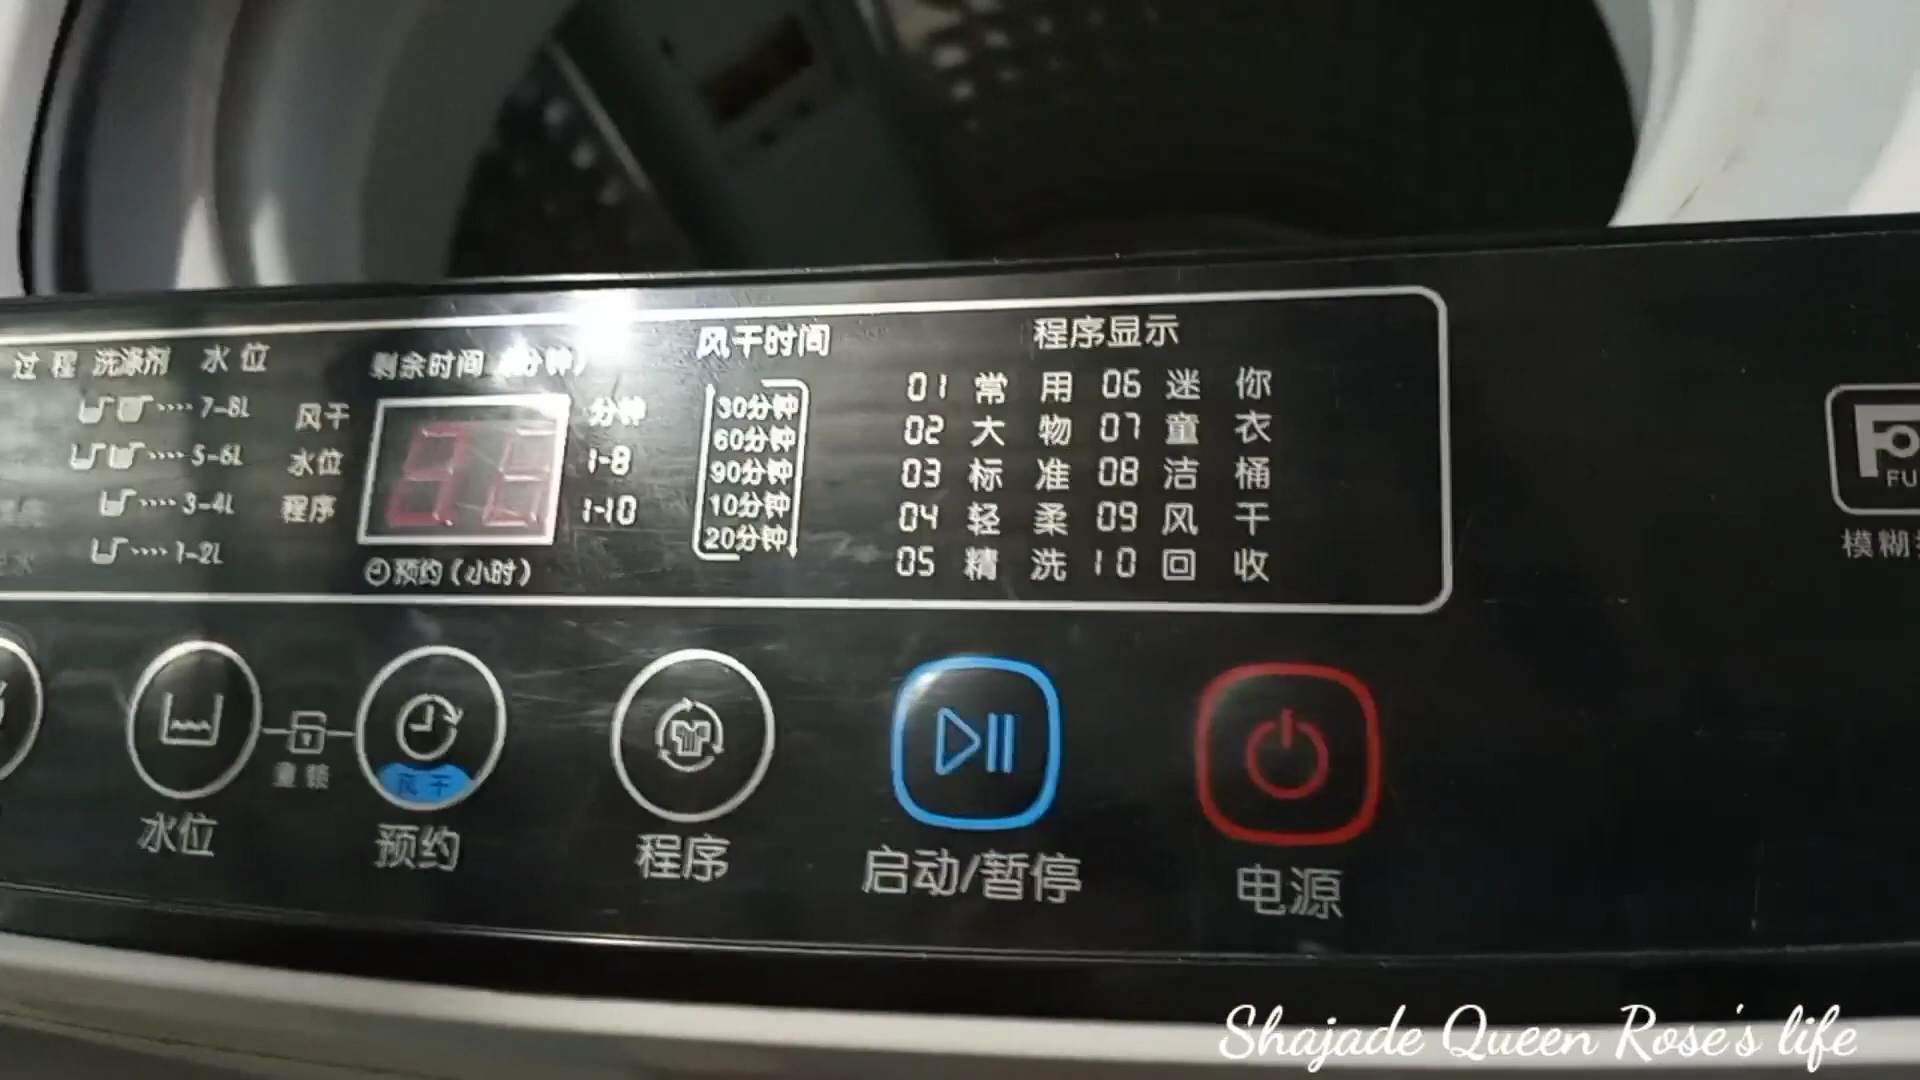 过程 洗涤剂 水位
7-8L
5-6L
3-4L
1-2L
剩余时间(分钟)
风干 分钟
水位 1-8
程序 1-10
预约(小时)
风干时间
30分钟
60分钟
90分钟
10分钟
20分钟
程序显示
01 常用 06 迷你
02 大物 07 童衣
03 标准 08 洁桶
04 轻柔 09 风干
05 精洗 10 回收
FU
模糊
童锁
风干
水位
预约
程序
启动/暂停
电源
Shajade Queen Rose's life